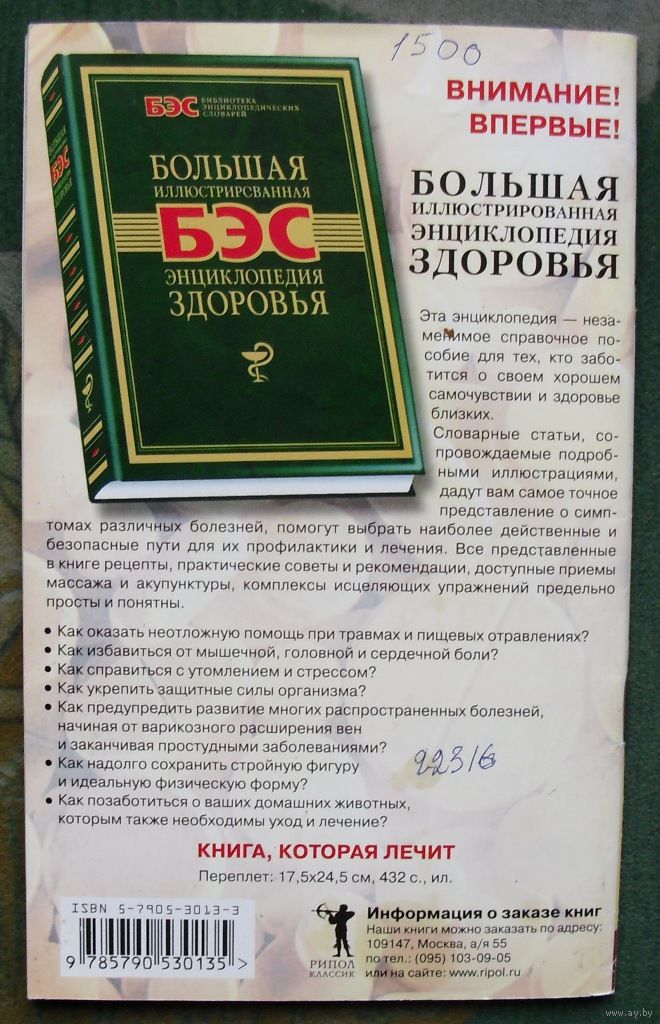 1500
БЭС БИБЛИОТЕКА
ЭНЦИКЛОПЕДИЧЕСКИХ
СЛОВАРЕЙ
БОЛЬШАЯ
ИЛЛЮСТРИРОВАННАЯ
БЭС
ЭНЦИКЛОПЕДИЯ
ЗДОРОВЬЯ
БЭС
ЗДОРОВЬЯ
ВНИМАНИЕ!
ВПЕРВЫЕ!
БОЛЬШАЯ
ИЛЛЮСТРИРОВАННАЯ
ЭНЦИКЛОПЕДИЯ
ЗДОРОВЬЯ
Эта энциклопедия — неза-
менимое справочное по-
собие для тех, кто забо-
тится о своем хорошем
самочувствии и здоровье
близких.
Словарные статьи, со-
провождаемые подроб-
ными иллюстрациями,
дадут вам самое точное
представление о симп-
томах различных болезней, помогут выбрать наиболее действенные и
безопасные пути для их профилактики и лечения. Все представленные
в книге рецепты, практические советы и рекомендации, доступные приемы
массажа и акупунктуры, комплексы исцеляющих упражнений предельно
просты и понятны.
• Как оказать неотложную помощь при травмах и пищевых отравлениях?
• Как избавиться от мышечной, головной и сердечной боли?
• Как справиться с утомлением и стрессом?
• Как укрепить защитные силы организма?
• Как предупредить развитие многих распространенных болезней,
начиная от варикозного расширения вен
и заканчивая простудными заболеваниями?
• Как надолго сохранить стройную фигуру
и идеальную физическую форму?
• Как позаботиться о ваших домашних животных,
которым также необходимы уход и лечение?
КНИГА, КОТОРАЯ ЛЕЧИТ
Переплет: 17,5х24,5 см, 432 с., ил.
ISBN 5-7905-3013-3
9 785790 530135 >
РИПОЛ
КЛАССИК
Информация о заказе книг
Наши книги можно заказать по адресу:
109147, Москва, а/я 55
по тел.: (095) 103-09-05
или на сайте: www.ripol.ru
www.ay.by